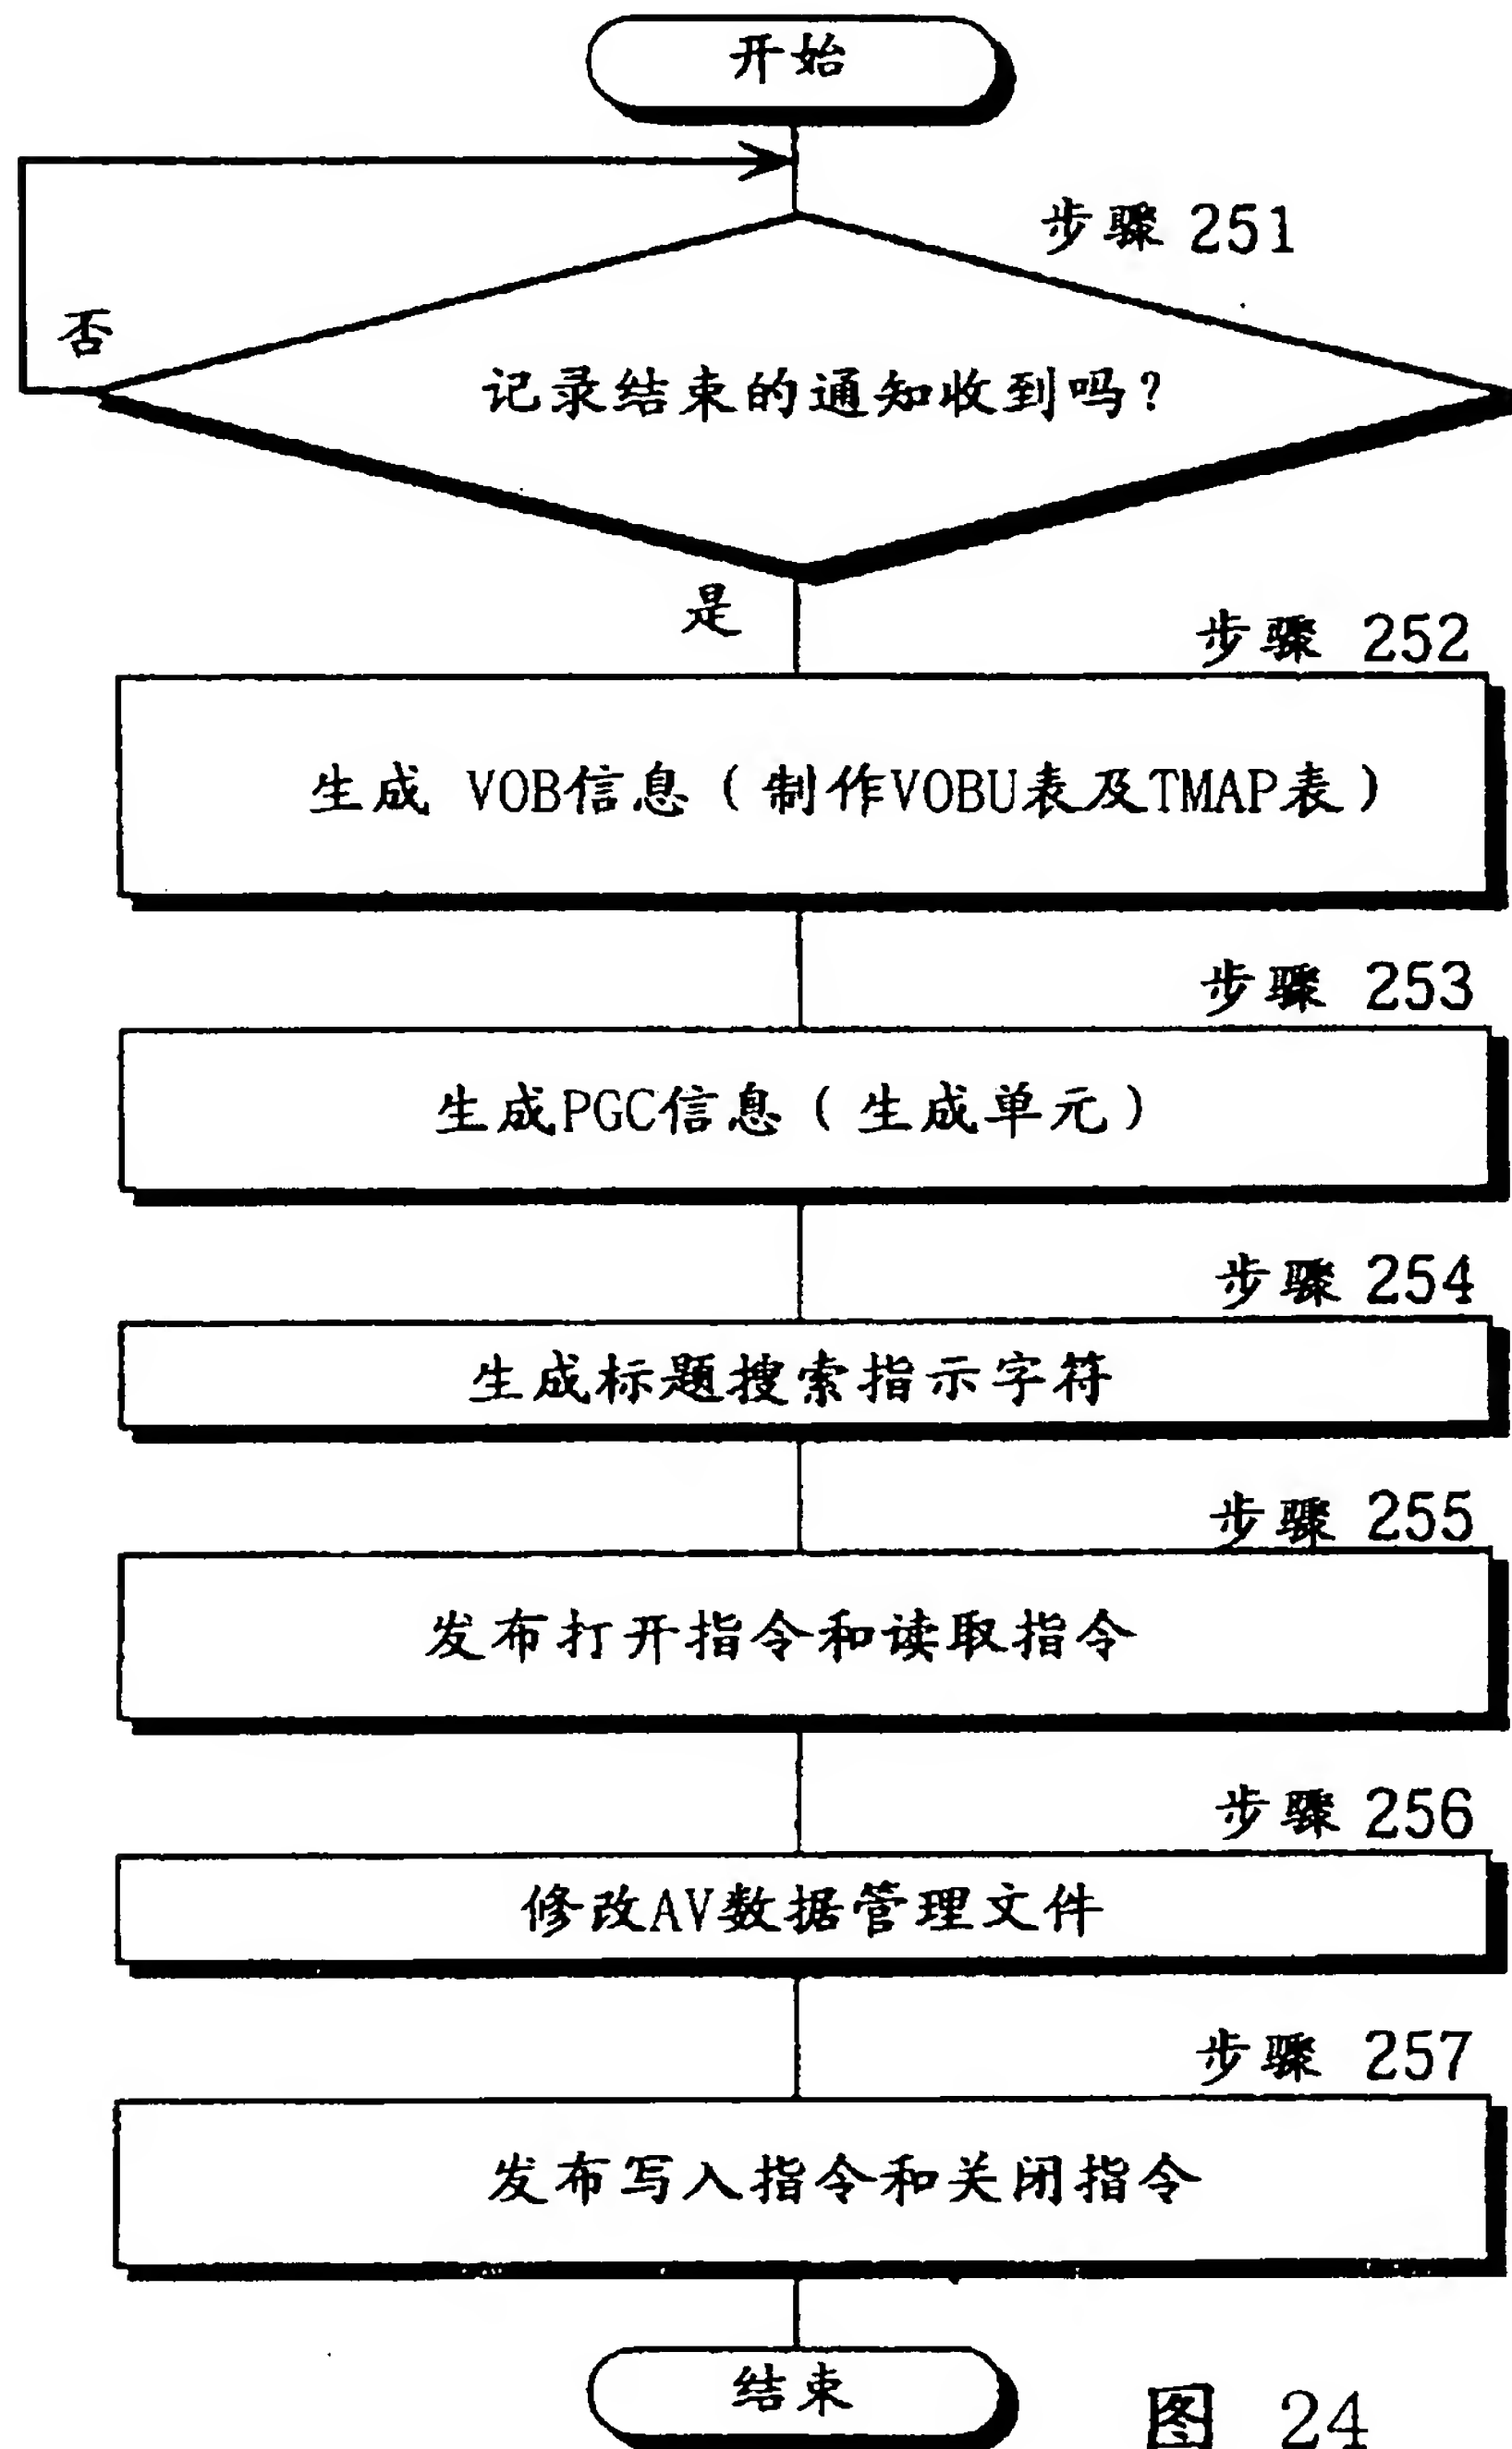 开始
步骤 251
否
记录结束的通知收到吗?
是
步骤 252
生成 VOB信息(制作VOBU表及TMAP表)
步骤 253
生成PGC信息(生成单元)
步骤 254
生成标题搜索指示字符
步骤 255
发布打开指令和读取指令
步骤 256
修改AV数据管理文件
步骤 257
发布写入指令和关闭指令
结束
图 24